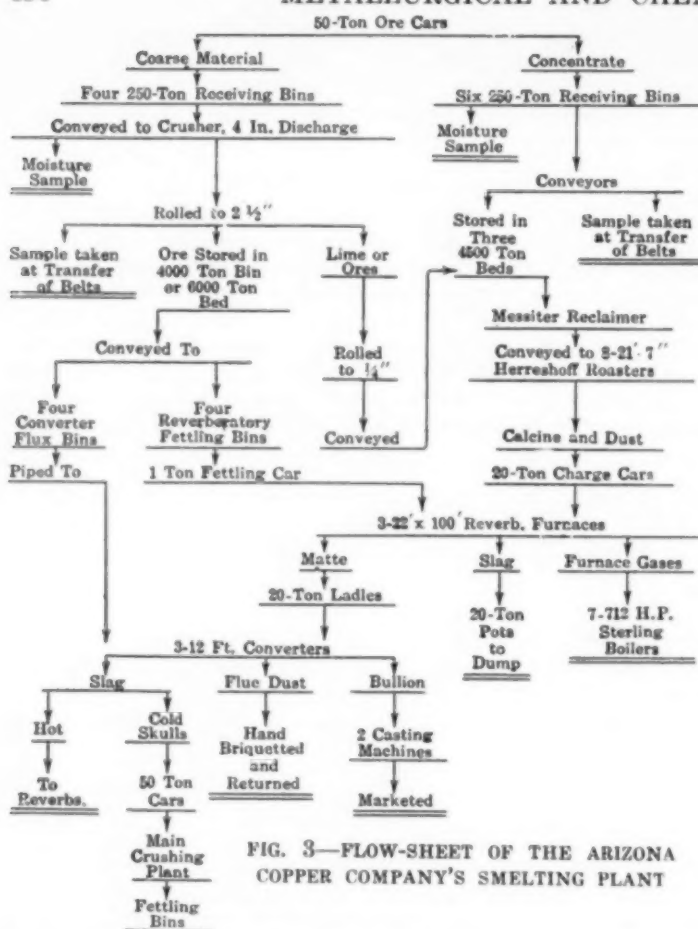 METALLURGICAL AND CHE
50-Ton Ore Cars
Coarse Material
Concentrate
Four 250-Ton Receiving Bins
Six 250-Ton Receiving Bins
Conveyed to Crusher, 4 In. Discharge
Moisture
Sample
Moisture
Sample
Conveyors
Rolled to 2 ½"
Sample taken
at Transfer
of Belts
Ore Stored in
4000 Ton Bin
or 6000 Ton
Bed
Lime or
Ores
Stored in
Three
4500 Ton
Beds
Sample taken
at Transfer
of Belts
Messiter Reclaimer
Conveyed To
Rolled
to ¼"
Conveyed to 8-21'-7"
Herreshoff Roasters
Four
Converter
Flux Bins
Four
Reverberatory
Fettling Bins
Conveyed
Calcine and Dust
Piped To
1 Ton Fettling Car
20-Ton Charge Cars
3-22' x 100' Reverb. Furnaces
Matte
Slag
Furnace Gases
20-Ton Ladles
20-Ton
Pots
to
Dump
7-712 H.P.
Sterling
Boilers
3-12 Ft. Converters
Slag
Flue Dust
Bullion
Hot
Cold
Skulls
Hand
Briquetted
and
Returned
2 Casting
Machines
To
Reverbs.
50 Ton
Cars
Marketed
Main
Crushing
Plant
Fettling
Bins
FIG. 3—FLOW-SHEET OF THE ARIZONA
COPPER COMPANY'S SMELTING PLANT